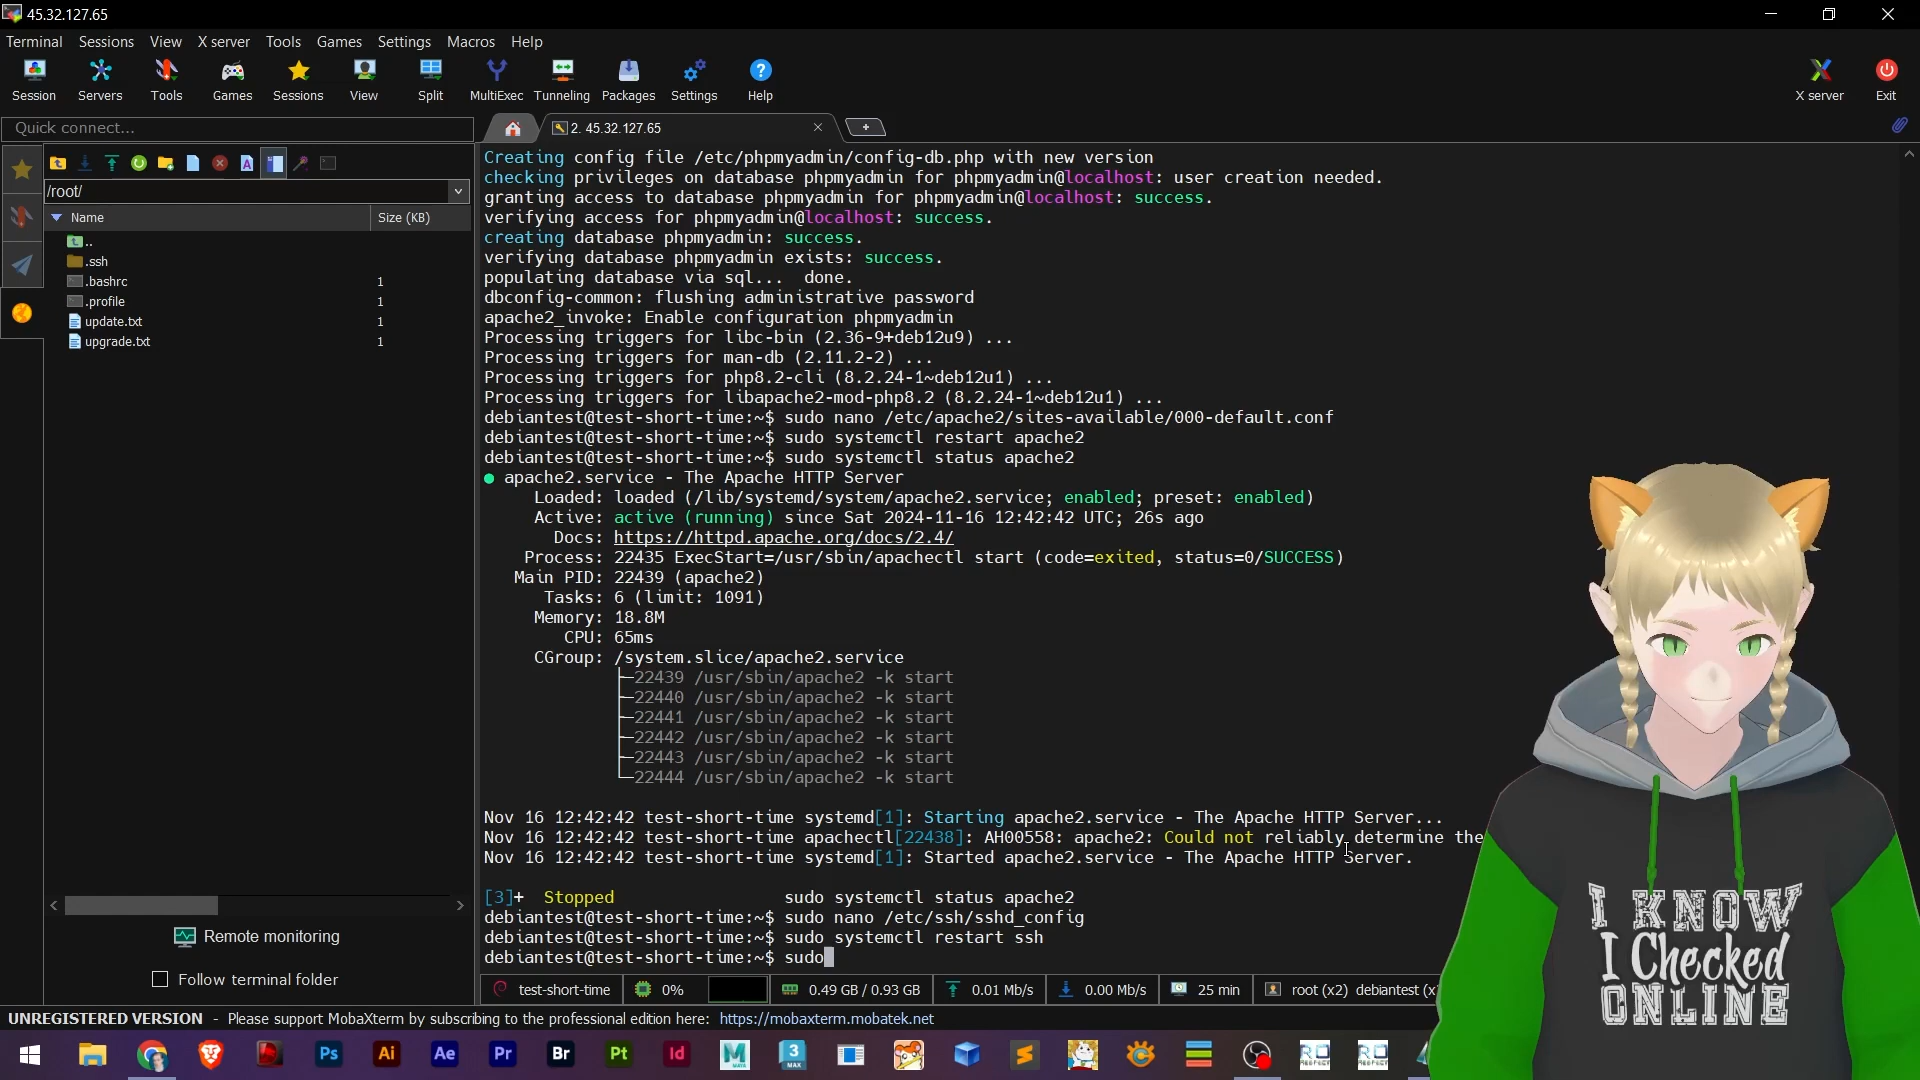 45.32.127.65
Terminal Sessions View X server Tools Games Settings Macros Help
Session Servers Tools Games Sessions View Split MultiExec Tunneling Packages Settings Help X server Exit
Quick connect...
2. 45.32.127.65
/root/
Name Size (KB)
..
.ssh
.bashrc 1
.profile 1
update.txt 1
upgrade.txt 1
Remote monitoring
Follow terminal folder
Creating config file /etc/phpmyadmin/config-db.php with new version
checking privileges on database phpmyadmin for phpmyadmin@localhost: user creation needed.
granting access to database phpmyadmin for phpmyadmin@localhost: success.
verifying access for phpmyadmin@localhost: success.
creating database phpmyadmin: success.
verifying database phpmyadmin exists: success.
populating database via sql...  done.
dbconfig-common: flushing administrative password
apache2_invoke: Enable configuration phpmyadmin
Processing triggers for libc-bin (2.36-9+deb12u9) ...
Processing triggers for man-db (2.11.2-2) ...
Processing triggers for php8.2-cli (8.2.24-1~deb12u1) ...
Processing triggers for libapache2-mod-php8.2 (8.2.24-1~deb12u1) ...
debiantest@test-short-time:~$ sudo nano /etc/apache2/sites-available/000-default.conf
debiantest@test-short-time:~$ sudo systemctl restart apache2
debiantest@test-short-time:~$ sudo systemctl status apache2
● apache2.service - The Apache HTTP Server
Loaded: loaded (/lib/systemd/system/apache2.service; enabled; preset: enabled)
Active: active (running) since Sat 2024-11-16 12:42:42 UTC; 26s ago
Docs: https://httpd.apache.org/docs/2.4/
Process: 22435 ExecStart=/usr/sbin/apachectl start (code=exited, status=0/SUCCESS)
Main PID: 22439 (apache2)
Tasks: 6 (limit: 1091)
Memory: 18.8M
CPU: 65ms
CGroup: /system.slice/apache2.service
├─22439 /usr/sbin/apache2 -k start
├─22440 /usr/sbin/apache2 -k start
├─22441 /usr/sbin/apache2 -k start
├─22442 /usr/sbin/apache2 -k start
├─22443 /usr/sbin/apache2 -k start
└─22444 /usr/sbin/apache2 -k start
Nov 16 12:42:42 test-short-time systemd[1]: Starting apache2.service - The Apache HTTP Server...
Nov 16 12:42:42 test-short-time apachectl[22438]: AH00558: apache2: Could not reliably determine the
Nov 16 12:42:42 test-short-time systemd[1]: Started apache2.service - The Apache HTTP Server.
[3]+  Stopped                 sudo systemctl status apache2
debiantest@test-short-time:~$ sudo nano /etc/ssh/sshd_config
debiantest@test-short-time:~$ sudo systemctl restart ssh
debiantest@test-short-time:~$ sudo
test-short-time 0% 0.49 GB / 0.93 GB 0.01 Mb/s 0.00 Mb/s 25 min root (x2) debiantest (x
UNREGISTERED VERSION - Please support MobaXterm by subscribing to the professional edition here: https://mobaxterm.mobatek.net
I KNOW
I Checked
ONLINE
Ps Ai Ae Pr Br Pt Id M 3